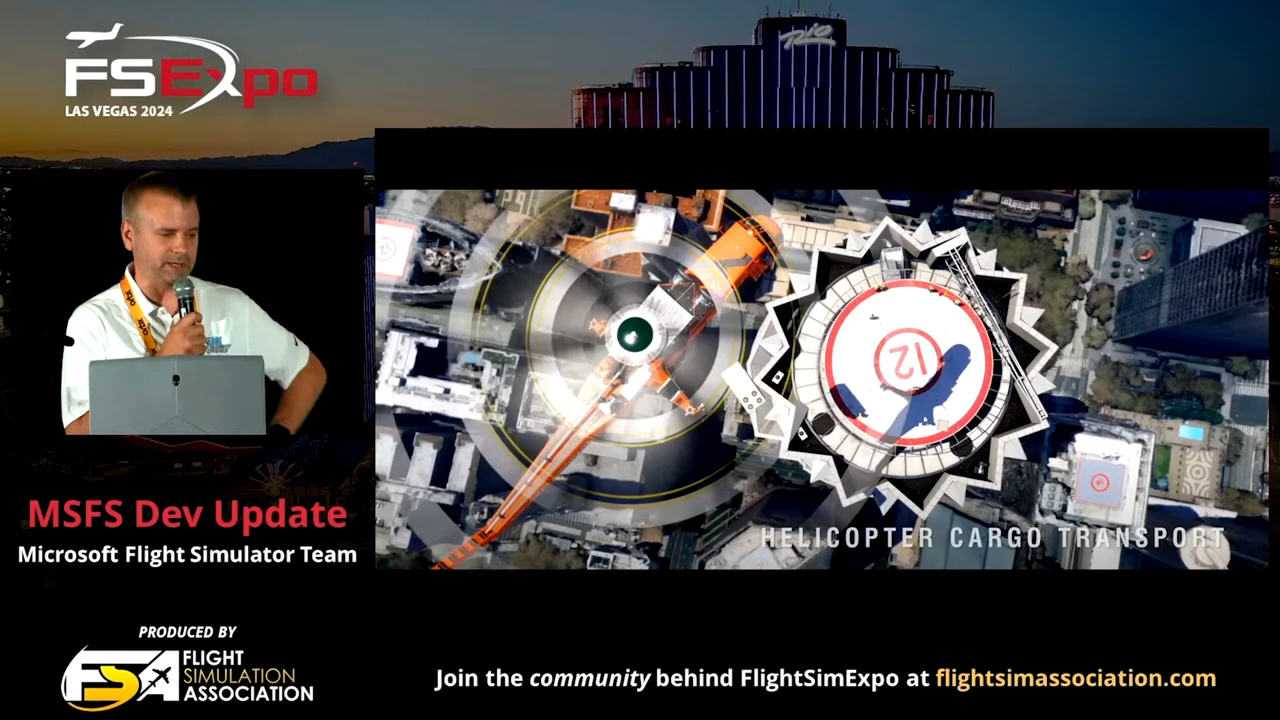 FSExpo
LAS VEGAS 2024
Rio
12
HELICOPTER CARGO TRANSPORT
MSFS Dev Update
Microsoft Flight Simulator Team
PRODUCED BY
FSA
FLIGHT
SIMULATION
ASSOCIATION
Join the community behind FlightSimExpo at flightsimassociation.com